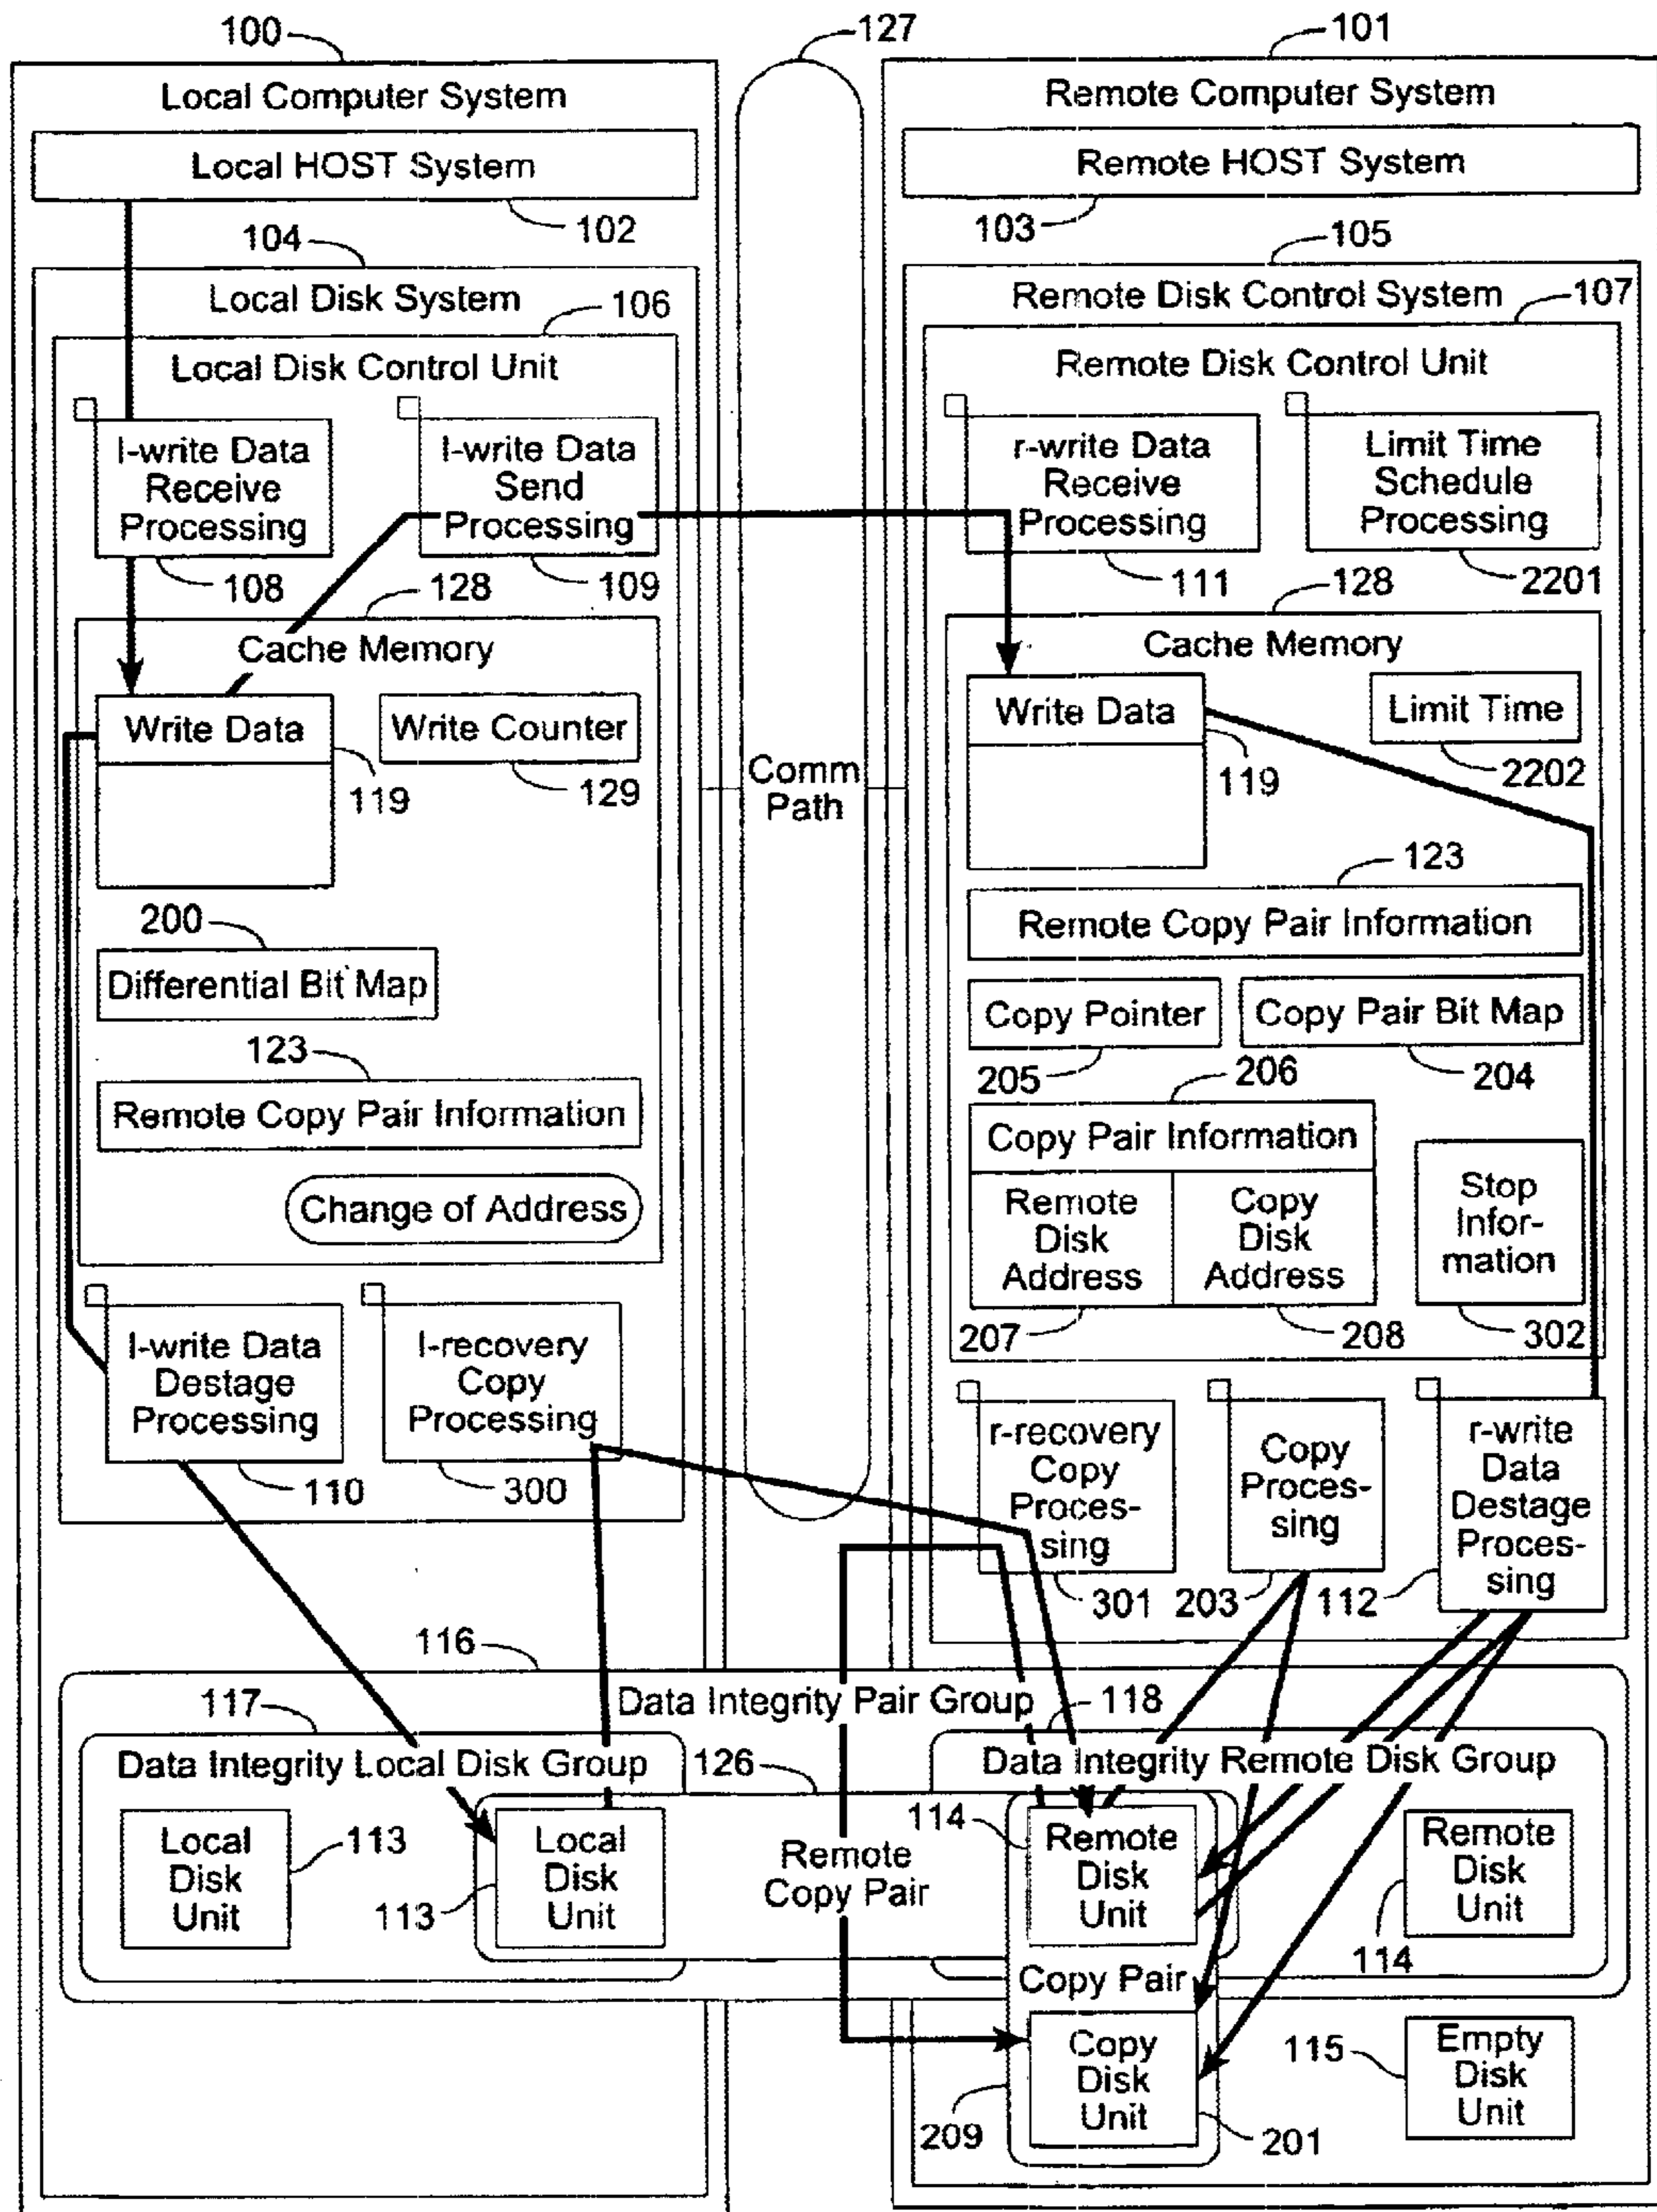 100
127
101
Local Computer System
Remote Computer System
Local HOST System
Remote HOST System
102
103
104
105
Local Disk System
Remote Disk Control System
106
107
Local Disk Control Unit
Remote Disk Control Unit
l-write Data
Receive
Processing
l-write Data
Send
Processing
r-write Data
Receive
Processing
Limit Time
Schedule
Processing
108
109
111
2201
128
128
Cache Memory
Cache Memory
Write Data
Write Counter
Write Data
Limit Time
119
129
Comm
Path
119
2202
123
Remote Copy Pair Information
200
Differential Bit Map
Copy Pointer
Copy Pair Bit Map
123
205
206
204
Remote Copy Pair Information
Copy Pair Information
Change of Address
Remote
Disk
Address
Copy
Disk
Address
Stop
Infor-
mation
207
208
302
l-write Data
Destage
Processing
l-recovery
Copy
Processing
r-recovery
Copy
Proces-
sing
Copy
Proces-
sing
r-write
Data
Destage
Proces-
sing
110
300
301
203
112
116
117
Data Integrity Pair Group
118
Data Integrity Local Disk Group
126
Data Integrity Remote Disk Group
Local
Disk
Unit
113
113
Local
Disk
Unit
Remote
Copy Pair
114
Remote
Disk
Unit
Remote
Disk
Unit
114
Copy Pair
Copy
Disk
Unit
209
201
115
Empty
Disk
Unit